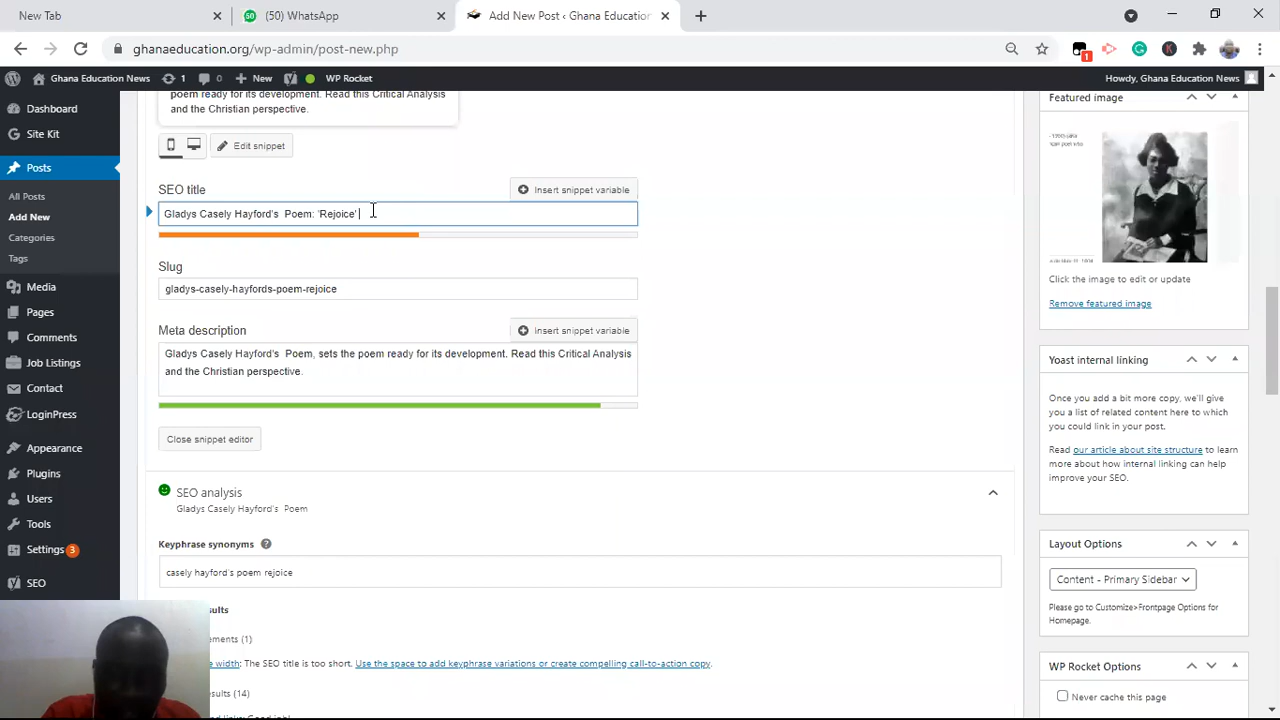 New Tab
(50) WhatsApp
Add New Post ‹ Ghana Education
ghanaeducation.org/wp-admin/post-new.php
1
K
Ghana Education News
1
0
New
WP Rocket
Howdy, Ghana Education News
Dashboard
Site Kit
Posts
All Posts
Add New
Categories
Tags
Media
Pages
Comments
Job Listings
Contact
LoginPress
Appearance
Plugins
Users
Tools
Settings 3
SEO
poem ready for its development. Read this Critical Analysis
and the Christian perspective.
Edit snippet
SEO title
Insert snippet variable
Gladys Casely Hayford's  Poem: 'Rejoice'
Slug
gladys-casely-hayfords-poem-rejoice
Meta description
Insert snippet variable
Gladys Casely Hayford's  Poem, sets the poem ready for its development. Read this Critical Analysis
and the Christian perspective.
Close snippet editor
SEO analysis
Gladys Casely Hayford's  Poem
Keyphrase synonyms
casely hayford's poem rejoice
ements (1)
e width: The SEO title is too short. Use the space to add keyphrase variations or create compelling call-to-action copy.
Featured image
Click the image to edit or update
Remove featured image
Yoast internal linking
Once you add a bit more copy, we'll give
you a list of related content here to which
you could link in your post.
Read our article about site structure to learn
more about how internal linking can help
improve your SEO.
Layout Options
Content - Primary Sidebar
Please go to Customize>Frontpage Options for
Homepage.
WP Rocket Options
Never cache this page